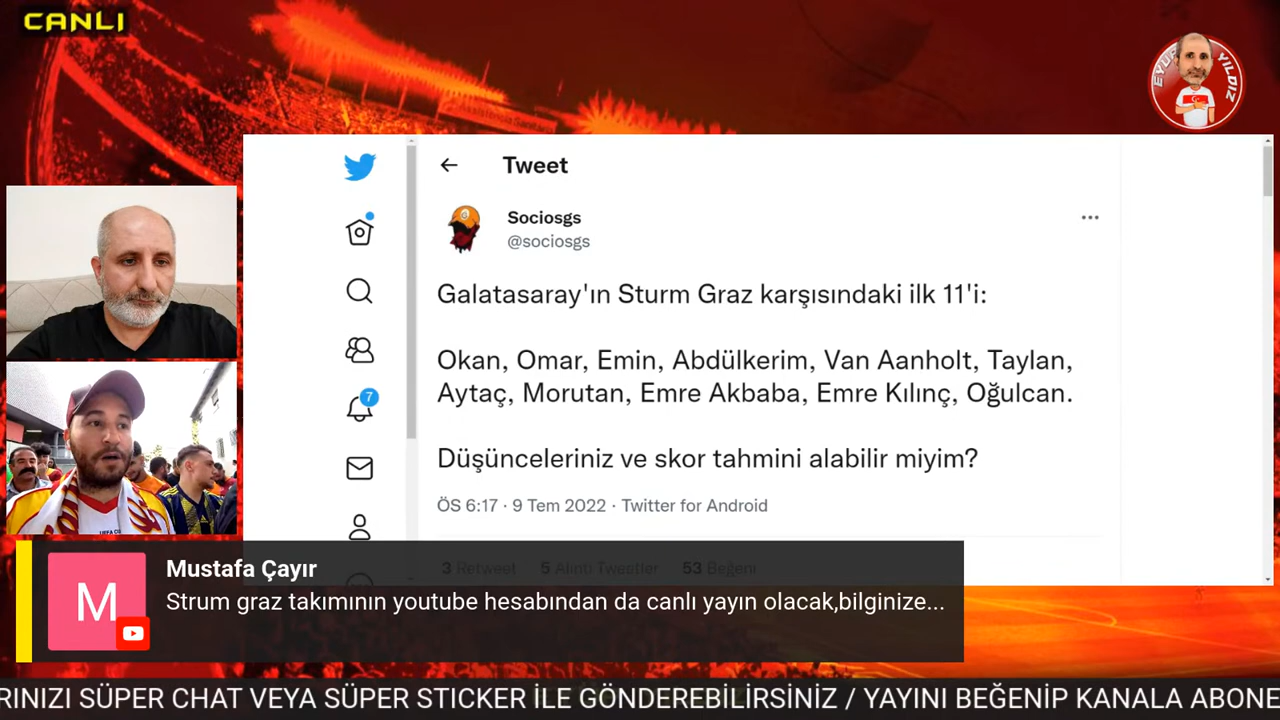 CANLI
EYÜP YILDIZ
Tweet
Sociosgs
@sociosgs
Galatasaray'ın Sturm Graz karşısındaki ilk 11'i:
Okan, Omar, Emin, Abdülkerim, Van Aanholt, Taylan,
Aytaç, Morutan, Emre Akbaba, Emre Kılınç, Oğulcan.
Düşünceleriniz ve skor tahmini alabilir miyim?
ÖS 6:17 · 9 Tem 2022 · Twitter for Android
7
3 Retweet 5 Alıntı Tweetler 53 Beğeni
M
Mustafa Çayır
Strum graz takımının youtube hesabından da canlı yayın olacak,bilginize...
RINIZI SÜPER CHAT VEYA SÜPER STICKER İLE GÖNDEREBİLİRSİNİZ / YAYINI BEĞENİP KANALA ABONE